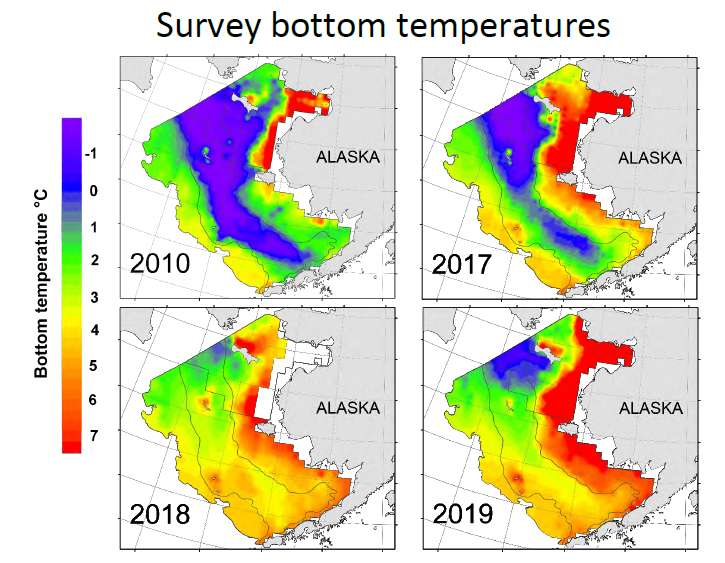 Survey bottom temperatures
Bottom temperature °C
-1
0
1
2
3
4
5
6
7
ALASKA
2010
ALASKA
2017
ALASKA
2018
ALASKA
2019